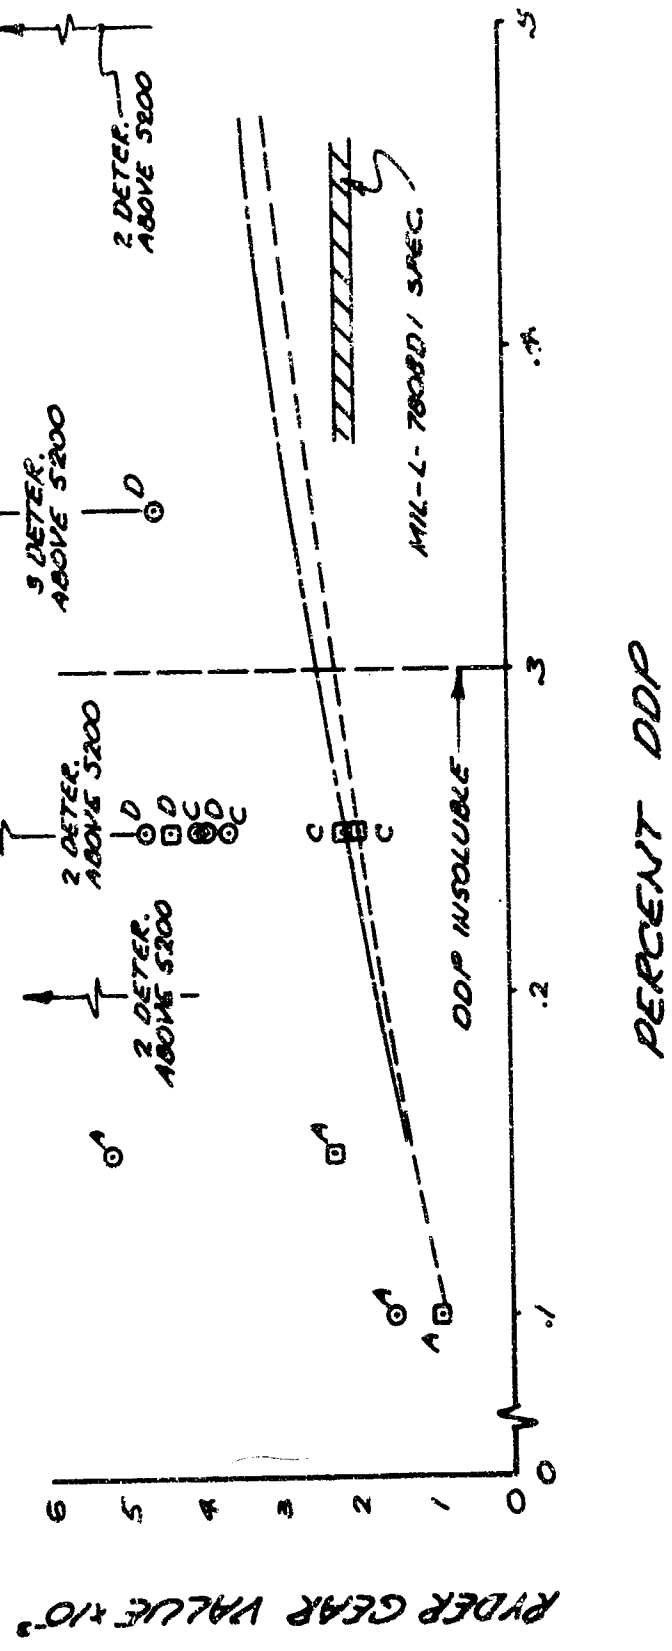 RYDER GEAR VALUE x10⁻³
6
5
4
3
2
1
0
0
.1
.2
.3
.4
.5
PERCENT DDP
A
A
A
A
2 DETER.
ABOVE 5200
2 DETER.
ABOVE 5200
D
D
C
D
C
C
C
DDP INSOLUBLE
3 DETER.
ABOVE 5200
D
MIL-L-7808D1 SPEC.
2 DETER.
ABOVE 5200